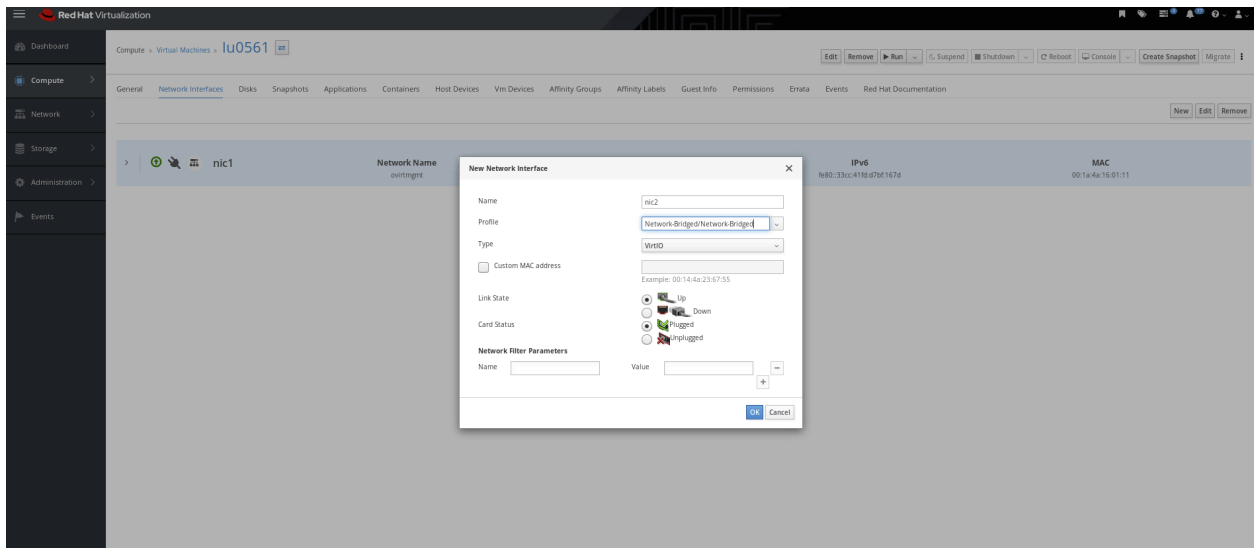 Red Hat Virtualization
Dashboard
Compute
Network
Storage
Administration
Events
Compute » Virtual Machines » lu0561
Edit Remove Run Suspend Shutdown Reboot Console Create Snapshot Migrate
General Network Interfaces Disks Snapshots Applications Containers Host Devices Vm Devices Affinity Groups Affinity Labels Guest Info Permissions Errata Events Red Hat Documentation
New Edit Remove
nic1
Network Name
ovirtmgmt
IPv6
fe80::33cc:41fd:d7bf:167d
MAC
00:1a:4a:16:01:11
New Network Interface
Name nic2
Profile Network-Bridged/Network-Bridged
Type VirtIO
Custom MAC address
Example: 00:14:4a:23:67:55
Link State Up
Down
Card Status Plugged
Unplugged
Network Filter Parameters
Name Value
OK Cancel